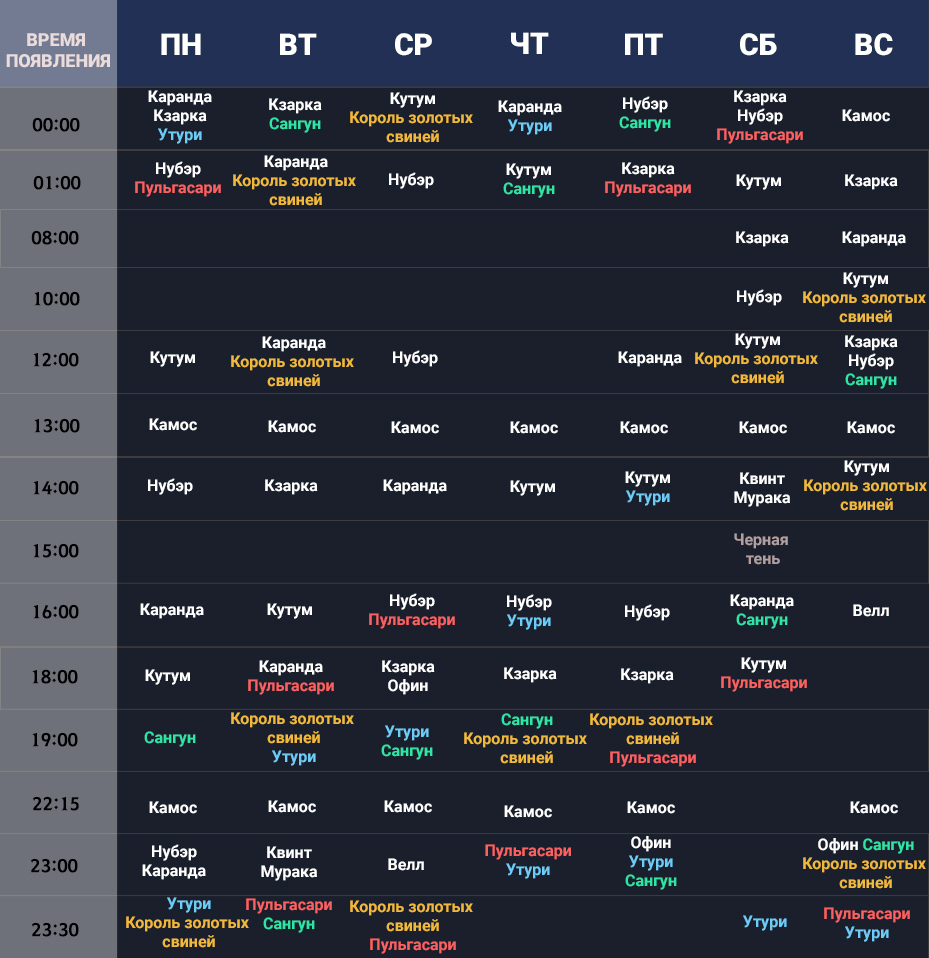 ВРЕМЯ ПОЯВЛЕНИЯ ПН ВТ СР ЧТ ПТ СБ ВС
00:00
Каранда
Кзарка
Утури
Кзарка
Сангун
Кутум
Король золотых
свиней
Каранда
Утури
Нубэр
Сангун
Кзарка
Нубэр
Пульгасари
Камос
01:00
Нубэр
Пульгасари
Каранда
Король золотых
свиней
Нубэр
Кутум
Сангун
Кзарка
Пульгасари
Кутум
Кзарка
08:00
Кзарка
Каранда
10:00
Нубэр
Кутум
Король золотых
свиней
12:00
Кутум
Каранда
Король золотых
свиней
Нубэр
Каранда
Кутум
Король золотых
свиней
Кзарка
Нубэр
Сангун
13:00
Камос
Камос
Камос
Камос
Камос
Камос
Камос
14:00
Нубэр
Кзарка
Каранда
Кутум
Кутум
Утури
Квинт
Мурака
Кутум
Король золотых
свиней
15:00
Черная
тень
16:00
Каранда
Кутум
Нубэр
Пульгасари
Нубэр
Утури
Нубэр
Каранда
Сангун
Велл
18:00
Кутум
Каранда
Пульгасари
Кзарка
Офин
Кзарка
Кзарка
Кутум
Пульгасари
19:00
Сангун
Король золотых
свиней
Утури
Утури
Сангун
Сангун
Король золотых
свиней
Король золотых
свиней
Пульгасари
22:15
Камос
Камос
Камос
Камос
Камос
Камос
23:00
Нубэр
Каранда
Квинт
Мурака
Велл
Пульгасари
Утури
Офин
Утури
Сангун
Офин Сангун
Король золотых
свиней
23:30
Утури
Король золотых
свиней
Пульгасари
Сангун
Король золотых
свиней
Пульгасари
Утури
Пульгасари
Утури